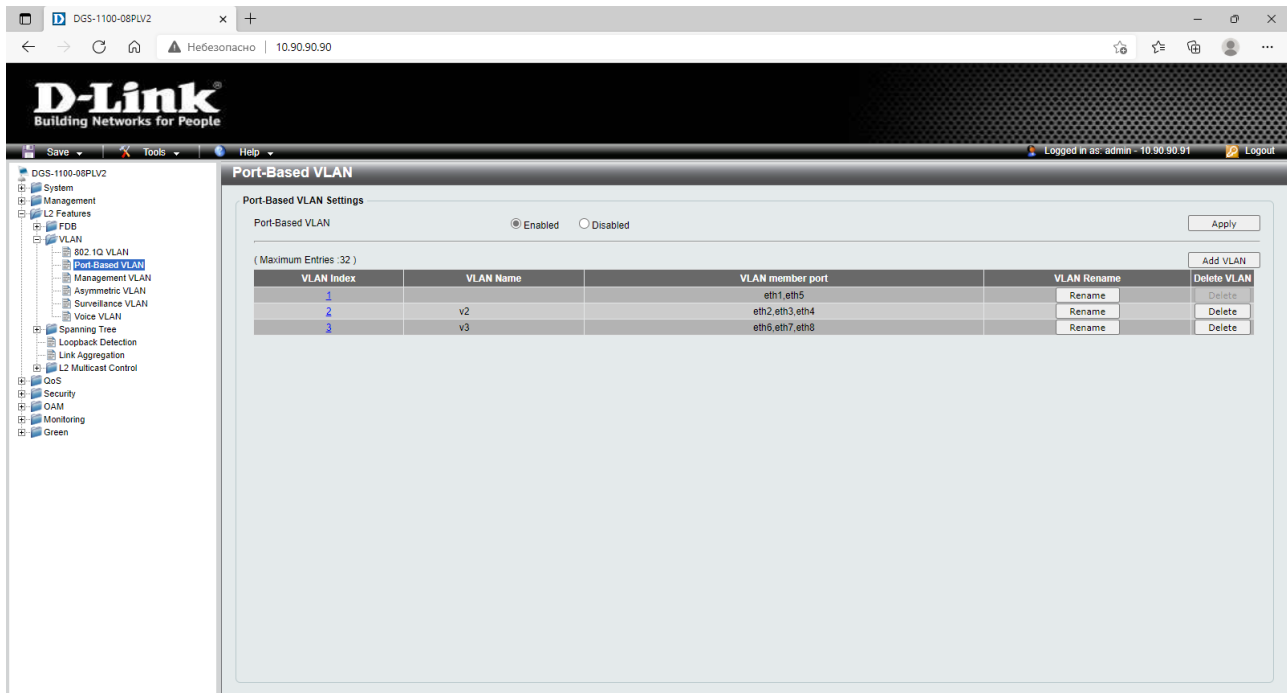 DGS-1100-08PLV2
Небезопасно | 10.90.90.90
D-Link®
Building Networks for People
Save Tools Help Logged in as: admin - 10.90.90.91 Logout
DGS-1100-08PLV2
System
Management
L2 Features
FDB
VLAN
802.1Q VLAN
Port-Based VLAN
Management VLAN
Asymmetric VLAN
Surveillance VLAN
Voice VLAN
Spanning Tree
Loopback Detection
Link Aggregation
L2 Multicast Control
QoS
Security
OAM
Monitoring
Green
Port-Based VLAN
Port-Based VLAN Settings
Port-Based VLAN Enabled Disabled Apply
( Maximum Entries :32 ) Add VLAN
VLAN Index VLAN Name VLAN member port VLAN Rename Delete VLAN
1 eth1,eth5 Rename Delete
2 v2 eth2,eth3,eth4 Rename Delete
3 v3 eth6,eth7,eth8 Rename Delete